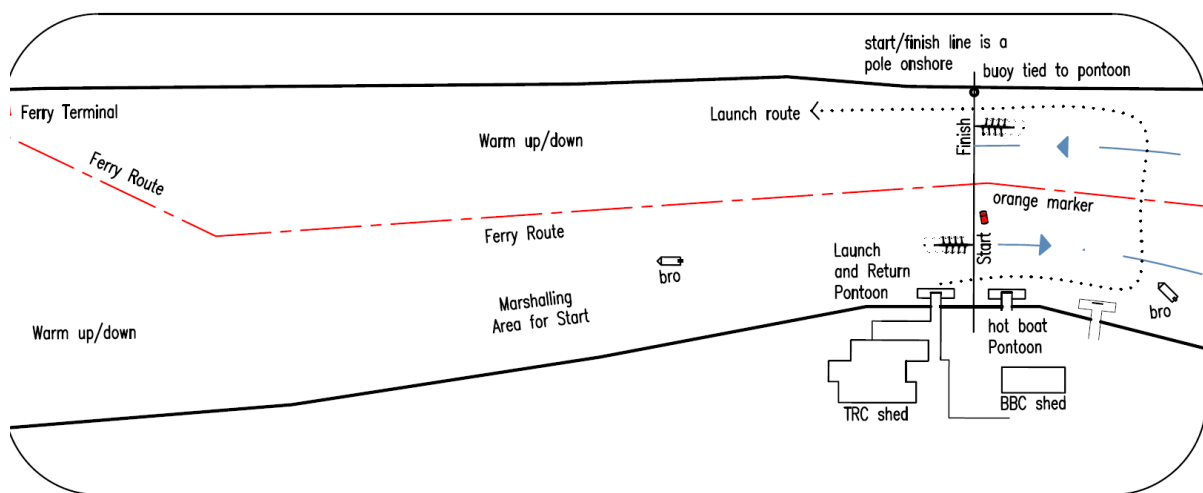 start/finish line is a
pole onshore
buoy tied to pontoon
Ferry Terminal
Launch route
Warm up/down
Finish
Ferry Route
orange marker
Ferry Route
Start
Launch
and Return
Pontoon
bro
Marshalling
Area for Start
bro
Warm up/down
hot boat
Pontoon
TRC shed
BBC shed